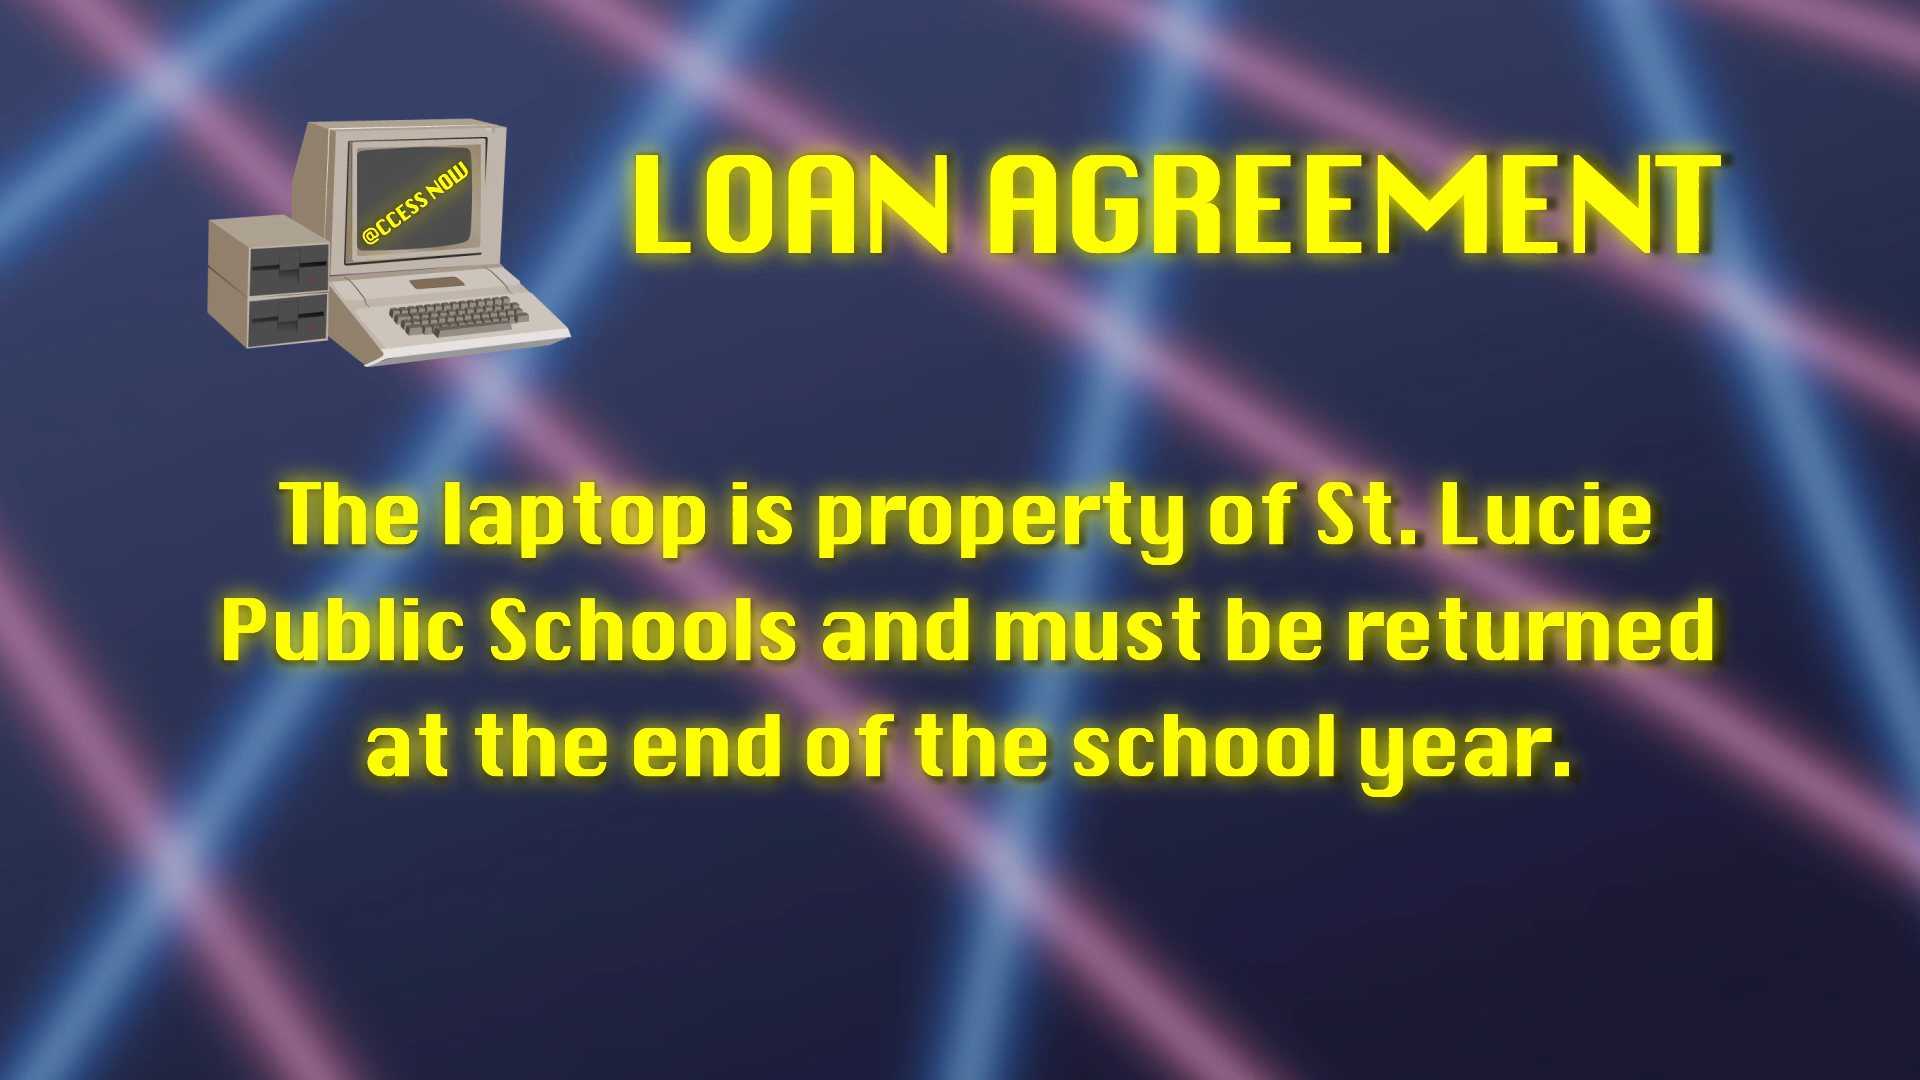 @CCESS NOW
LOAN AGREEMENT
The laptop is property of St. Lucie
Public Schools and must be returned
at the end of the school year.